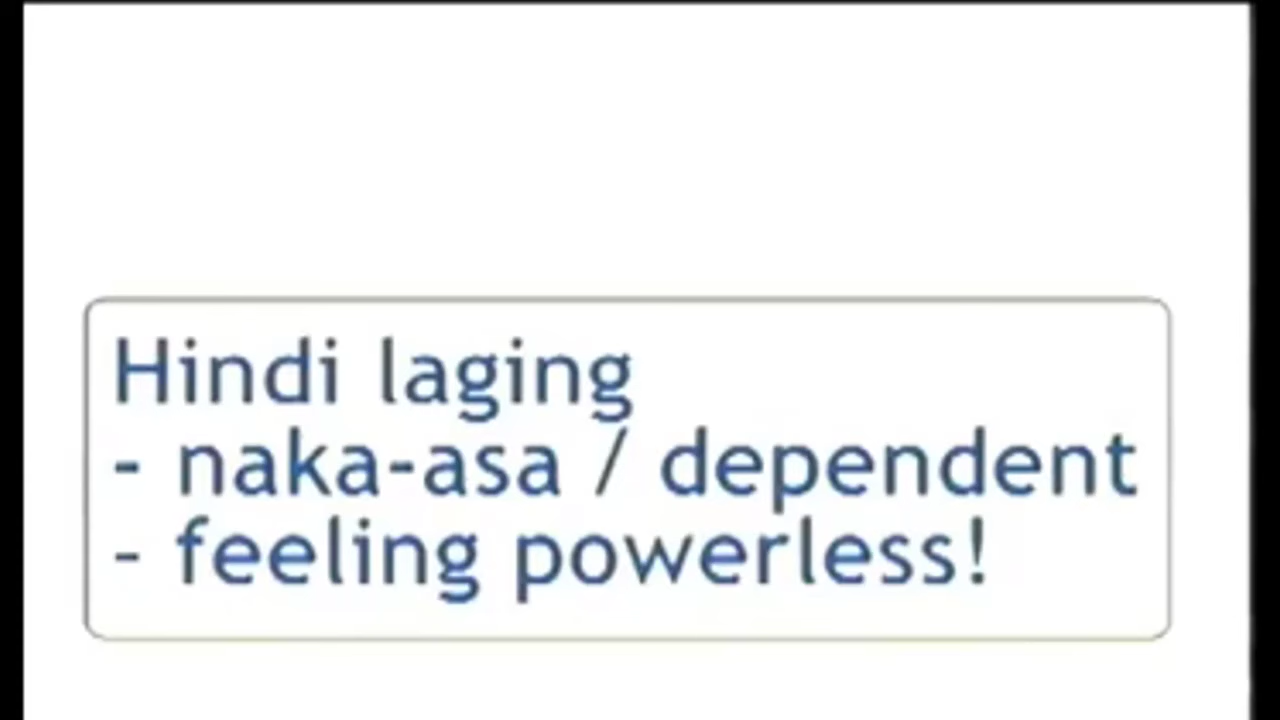 Hindi laging
- naka-asa / dependent
- feeling powerless!